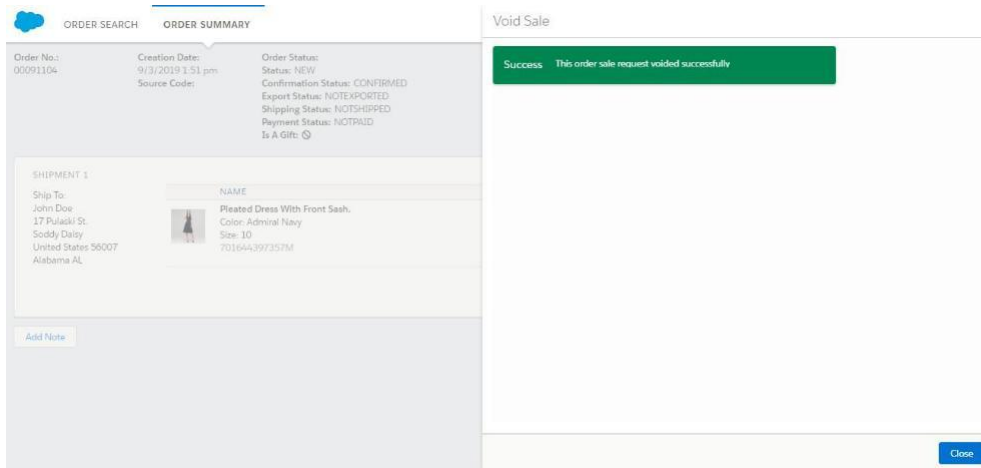 ORDER SEARCH
ORDER SUMMARY
Order No.:
00091104
Creation Date:
9/3/2019 1:51 pm
Source Code:
Order Status:
Status: NEW
Confirmation Status: CONFIRMED
Export Status: NOTEXPORTED
Shipping Status: NOTSHIPPED
Payment Status: NOTPAID
Is A Gift:
SHIPMENT 1
Ship To:
John Doe
17 Pulaski St.
Soddy Daisy
United States 56007
Alabama AL
NAME
Pleated Dress With Front Sash.
Color: Admiral Navy
Size: 10
701644397357M
Add Note
Void Sale
Success This order sale request voided successfully
Close